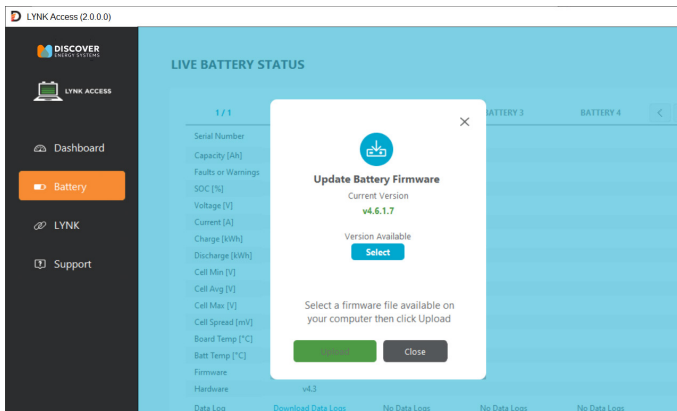 LYNK Access (2.0.0.0)
DISCOVER
ENERGY SYSTEMS
LYNK ACCESS
Dashboard
Battery
LYNK
Support
LIVE BATTERY STATUS
1 / 1
BATTERY 3
BATTERY 4
Serial Number
Capacity [Ah]
Faults or Warnings
SOC [%]
Voltage [V]
Current [A]
Charge [kWh]
Discharge [kWh]
Cell Min [V]
Cell Avg [V]
Cell Max [V]
Cell Spread [mV]
Board Temp [°C]
Batt Temp [°C]
Firmware
Hardware v4.3
Data Log Download Data Logs No Data Logs No Data Logs No Data Logs
Update Battery Firmware
Current Version
v4.6.1.7
Version Available
Select
Select a firmware file available on
your computer then click Upload
Upload
Close